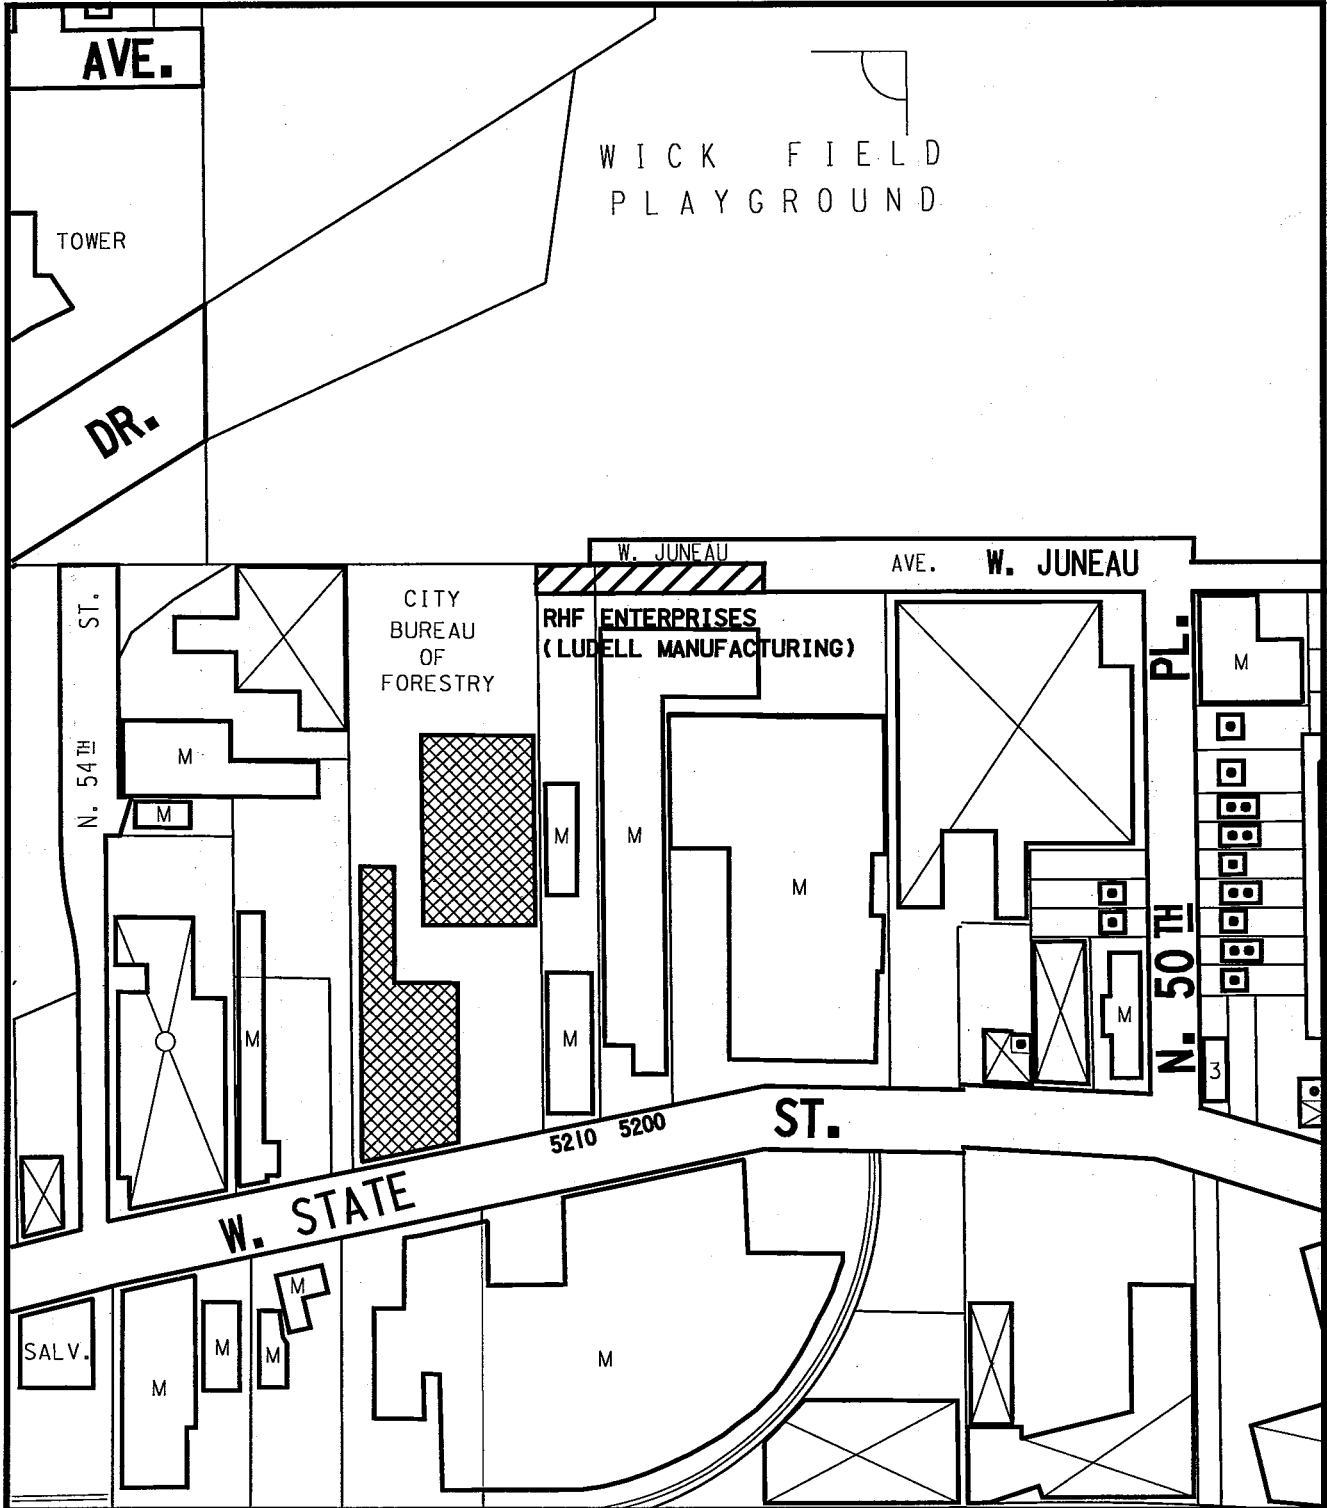 AVE.
WICK FIELD
PLAYGROUND
TOWER
DR.
W. JUNEAU
AVE.
W. JUNEAU
CITY
BUREAU
OF
FORESTRY
RHF ENTERPRISES
(LUDELL MANUFACTURING)
N. 54TH ST.
N. 50TH PL.
M
M
M
M
M
M
M
M
M
M
3
5210 5200
W. STATE ST.
SALV.
M
M
M
M
M